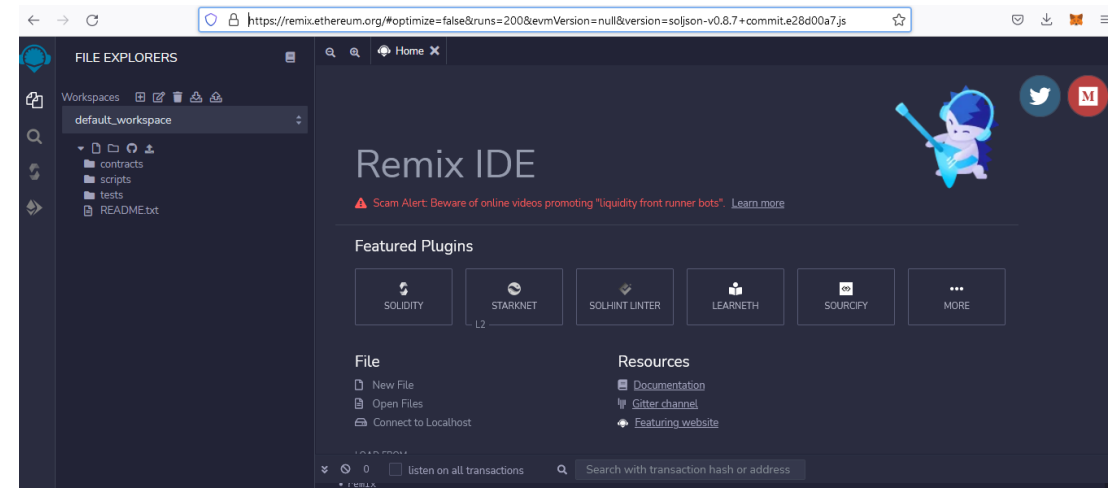 https://remix.ethereum.org/#optimize=false&runs=200&evmVersion=null&version=soljson-v0.8.7+commit.e28d00a7.js
FILE EXPLORERS
Workspaces
default_workspace
contracts
scripts
tests
README.txt
Home
Remix IDE
Scam Alert: Beware of online videos promoting "liquidity front runner bots". Learn more
Featured Plugins
SOLIDITY
STARKNET
L2
SOLHINT LINTER
LEARNETH
SOURCIFY
MORE
File
New File
Open Files
Connect to Localhost
LOAD FROM
Resources
Documentation
Gitter channel
Featuring website
M
0 listen on all transactions Search with transaction hash or address
remix